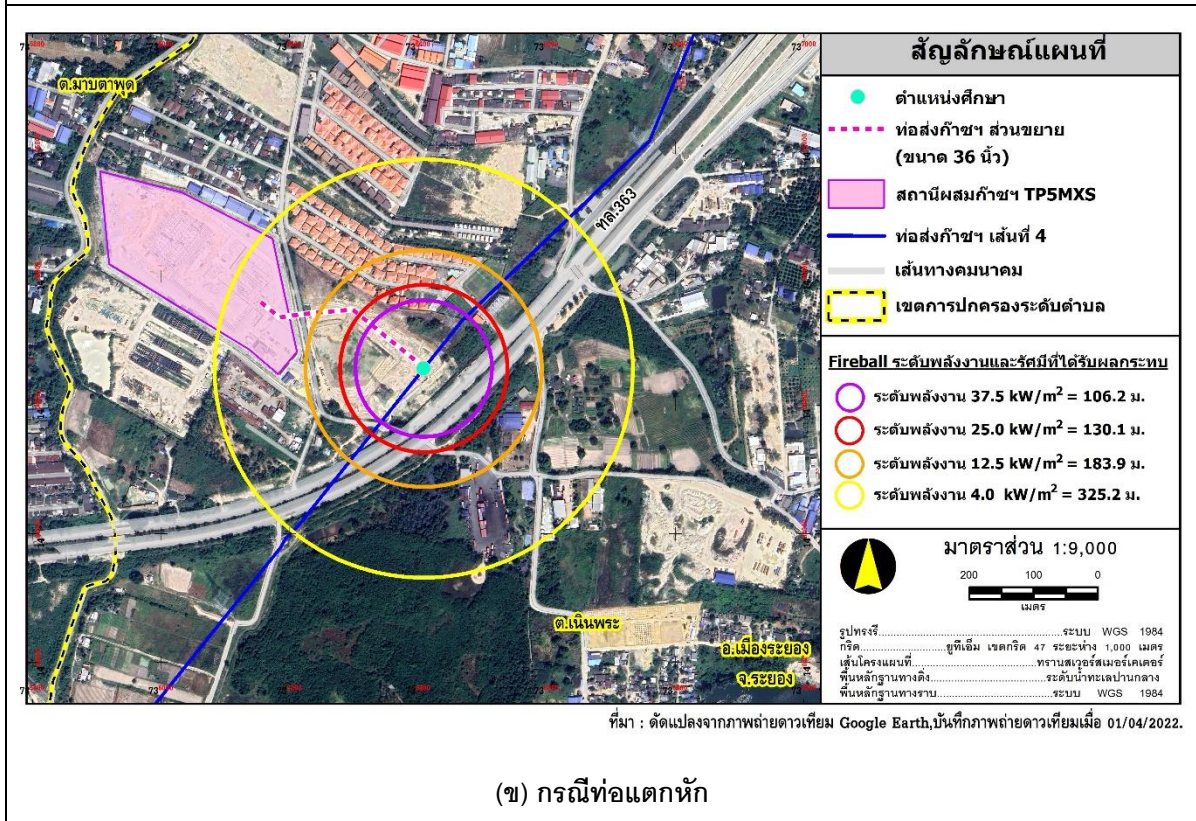 ต.มาบตาพุด
ทล.363
ต.เนินพระ
อ.เมืองระยอง
จ.ระยอง
สัญลักษณ์แผนที่
ตำแหน่งศึกษา
ท่อส่งก๊าซฯ ส่วนขยาย
(ขนาด 36 นิ้ว)
สถานีผสมก๊าซฯ TP5MXS
ท่อส่งก๊าซฯ เส้นที่ 4
เส้นทางคมนาคม
เขตการปกครองระดับตำบล
Fireball ระดับพลังงานและรัศมีที่ได้รับผลกระทบ
ระดับพลังงาน 37.5 kW/m² = 106.2 ม.
ระดับพลังงาน 25.0 kW/m² = 130.1 ม.
ระดับพลังงาน 12.5 kW/m² = 183.9 ม.
ระดับพลังงาน 4.0 kW/m² = 325.2 ม.
มาตราส่วน 1:9,000
200 100 0
เมตร
รูปทรงรี...ระบบ WGS 1984
กริด...ยูทีเอ็ม เขตกริด 47 ระยะห่าง 1,000 เมตร
เส้นโครงแผนที่...ทรานสเวอร์สเมอร์เคเตอร์
พื้นหลักฐานทางดิ่ง...ระดับน้ำทะเลปานกลาง
พื้นหลักฐานทางราบ...ระบบ WGS 1984
ที่มา : ดัดแปลงจากภาพถ่ายดาวเทียม Google Earth,บันทึกภาพถ่ายดาวเทียมเมื่อ 01/04/2022.
(ข) กรณีท่อแตกหัก